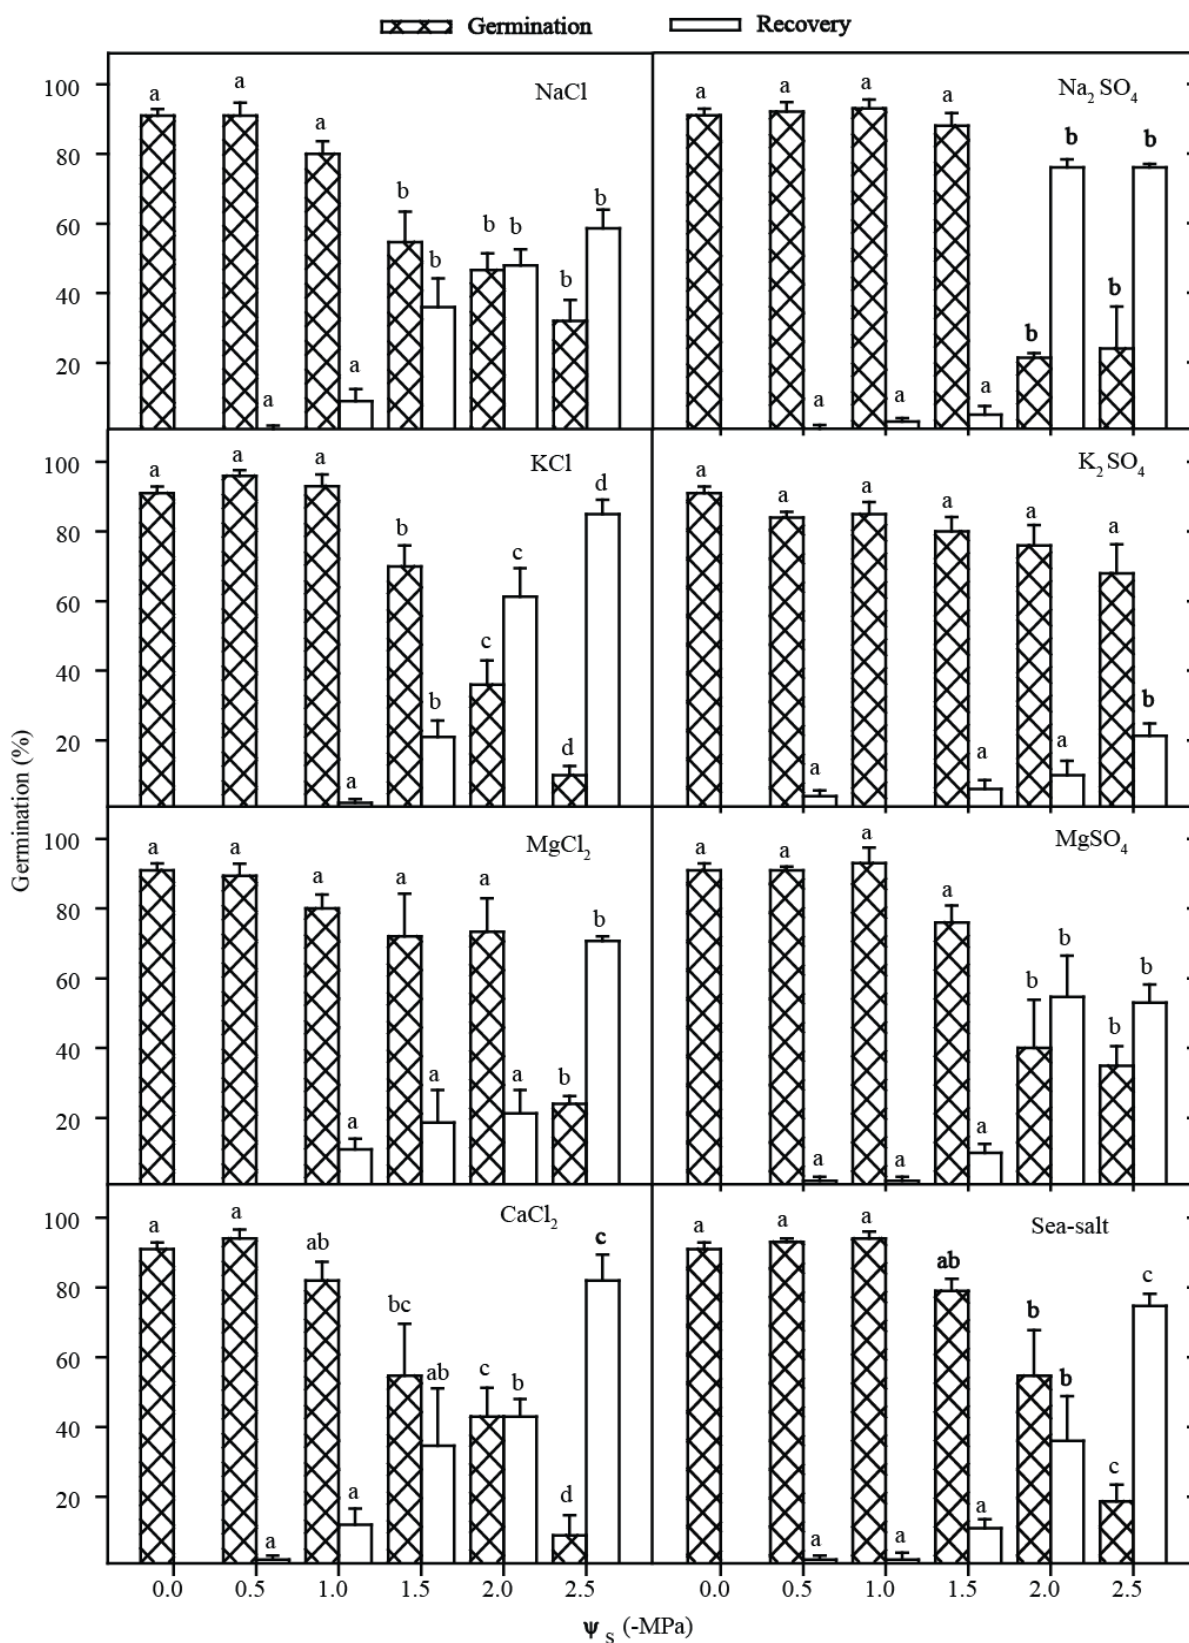 Germination Recovery
NaCl
100
80
60
40
20
a
a
a
a
a
b
b
b
b
b
b
Na₂ SO₄
a
a
a
a
a
a
a
b
b
b
b
KCl
100
80
60
40
20
a
a
a
a
b
b
c
c
d
d
K₂SO₄
a
a
a
a
a
a
a
a
a
b
MgCl₂
100
80
60
40
20
a
a
a
a
a
a
a
a
b
b
MgSO₄
a
a
a
a
a
a
a
b
b
b
b
CaCl₂
100
80
60
40
20
a
a
a
ab
a
bc
ab
c
b
d
c
Sea-salt
a
a
a
a
a
ab
a
b
b
c
c
Germination (%)
0.0 0.5 1.0 1.5 2.0 2.5 0.0 0.5 1.0 1.5 2.0 2.5
Ψ S (-MPa)